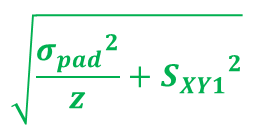 √(σ_pad²/z + S_XY1²)